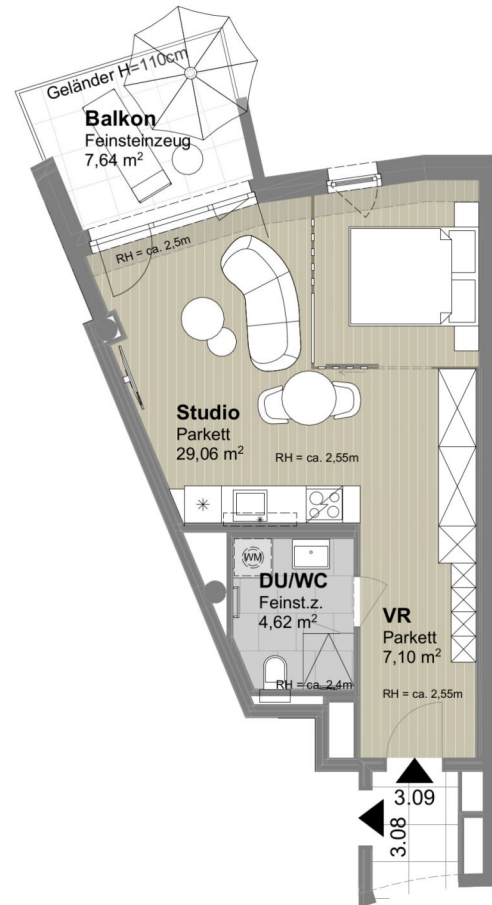 Geländer H=110cm
Balkon
Feinsteinzeug
7,64 m²
RH = ca. 2,5m
Studio
Parkett
29,06 m²
RH = ca. 2,55m
WM
DU/WC
Feinst.z.
4,62 m²
RH = ca. 2,4m
VR
Parkett
7,10 m²
RH = ca. 2,55m
3.09
3.08